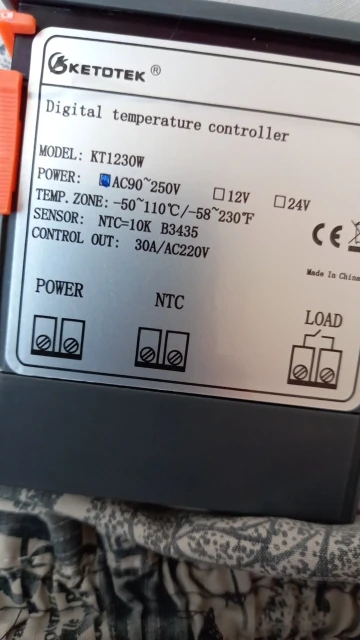 KETOTEK ®
Digital temperature controller
MODEL: KT1230W
POWER: AC90~250V 12V 24V
TEMP. ZONE: -50~110℃/-58~230℉
SENSOR: NTC=10K B3435
CONTROL OUT: 30A/AC220V
CE
Made In China
POWER
NTC
LOAD